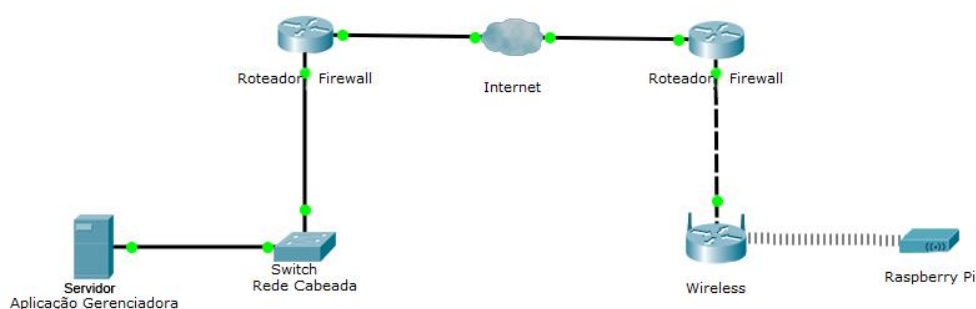 Roteador Firewall
Internet
Roteador Firewall
Servidor
Aplicação Gerenciadora
Switch
Rede Cabeada
Wireless
Raspberry Pi